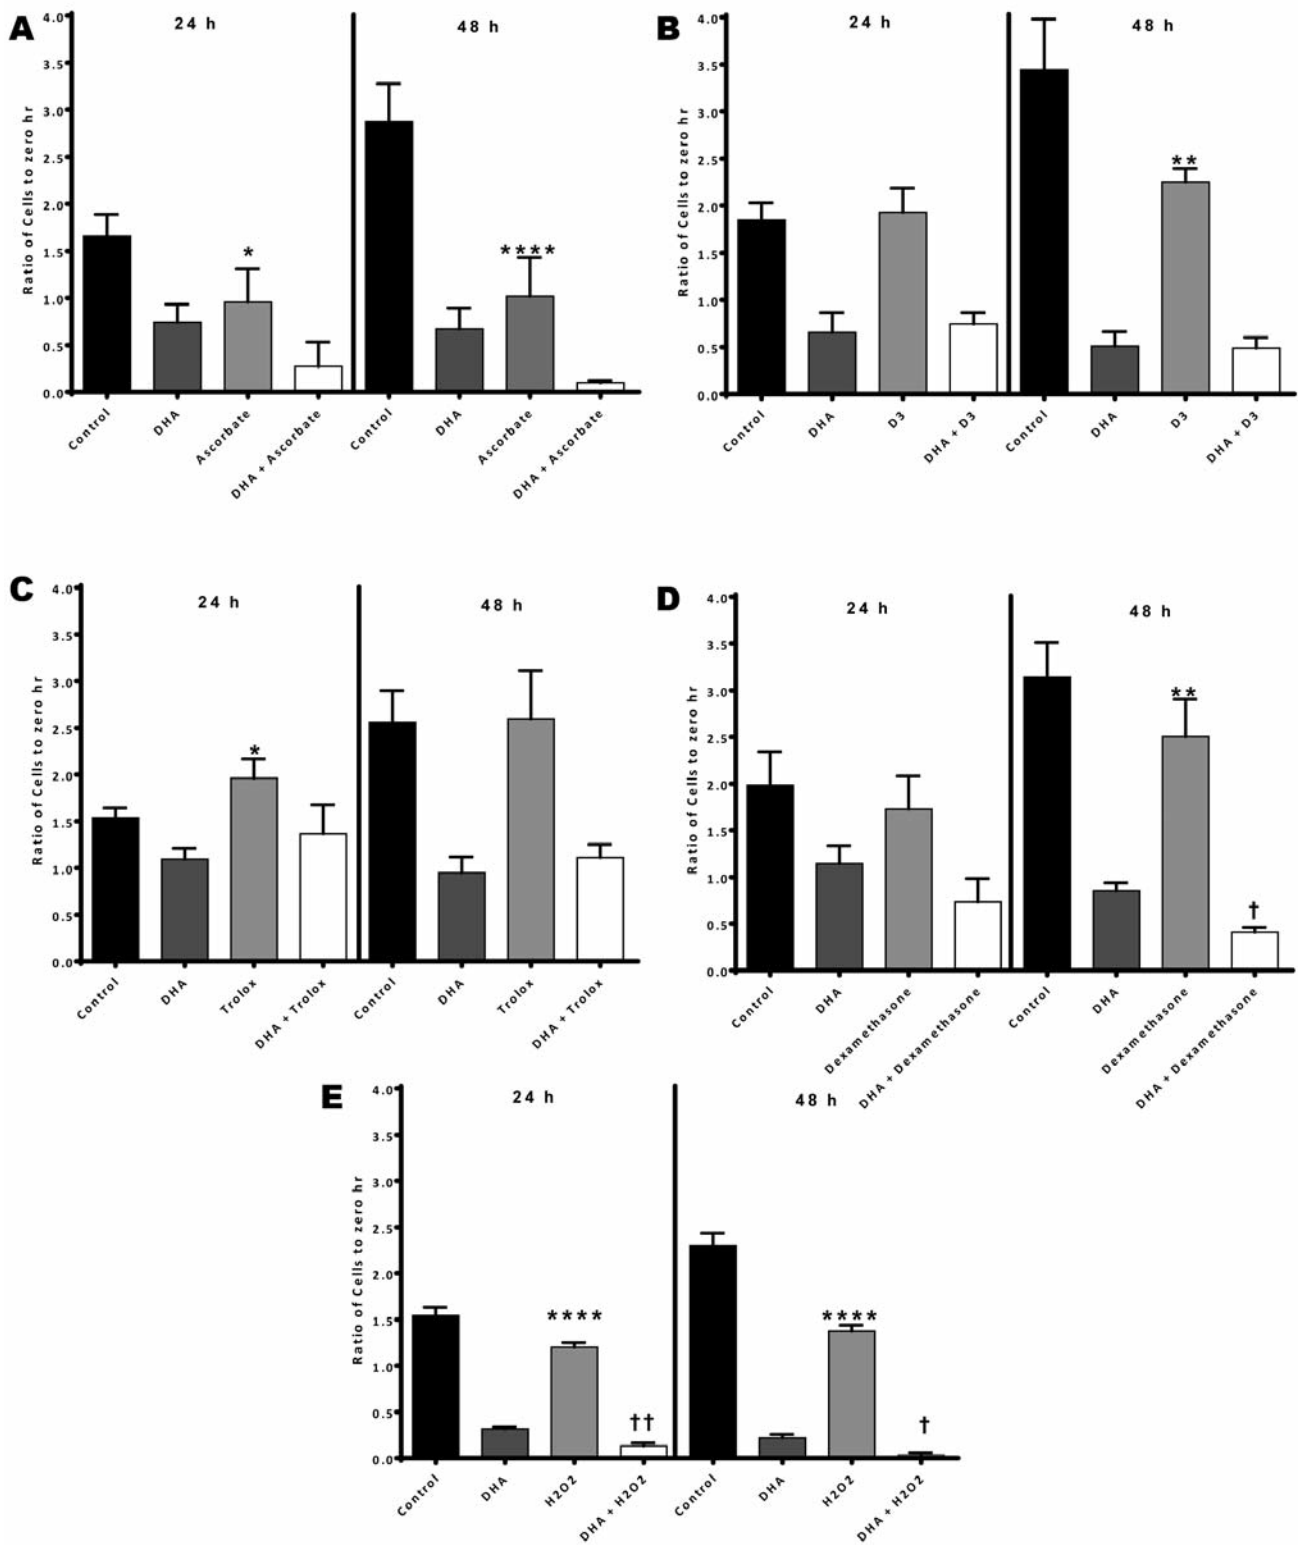 A
24 h
48 h
Ratio of Cells to zero hr
4.0
3.5
3.0
2.5
2.0
1.5
1.0
0.5
0.0
*
****
Control
DHA
Ascorbate
DHA + Ascorbate
Control
DHA
Ascorbate
DHA + Ascorbate
B
24 h
48 h
Ratio of Cells to zero hr
4.0
3.5
3.0
2.5
2.0
1.5
1.0
0.5
0.0
**
Control
DHA
D3
DHA + D3
Control
DHA
D3
DHA + D3
C
24 h
48 h
Ratio of Cells to zero hr
4.0
3.5
3.0
2.5
2.0
1.5
1.0
0.5
0.0
*
Control
DHA
Trolox
DHA + Trolox
Control
DHA
Trolox
DHA + Trolox
D
24 h
48 h
Ratio of Cells to zero hr
4.0
3.5
3.0
2.5
2.0
1.5
1.0
0.5
0.0
**
†
Control
DHA
Dexamethasone
DHA + Dexamethasone
Control
DHA
Dexamethasone
DHA + Dexamethasone
E
24 h
48 h
Ratio of Cells to zero hr
4.0
3.5
3.0
2.5
2.0
1.5
1.0
0.5
0.0
****
††
****
†
Control
DHA
H2O2
DHA + H2O2
Control
DHA
H2O2
DHA + H2O2